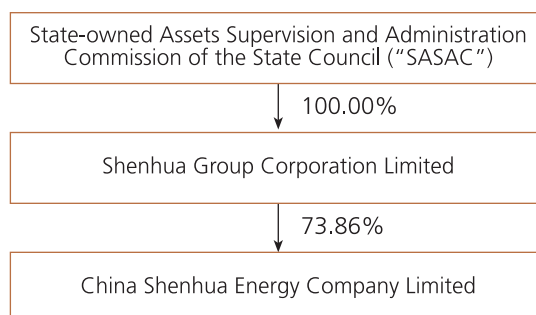 State-owned Assets Supervision and Administration
Commission of the State Council (“SASAC”)
100.00%
Shenhua Group Corporation Limited
73.86%
China Shenhua Energy Company Limited